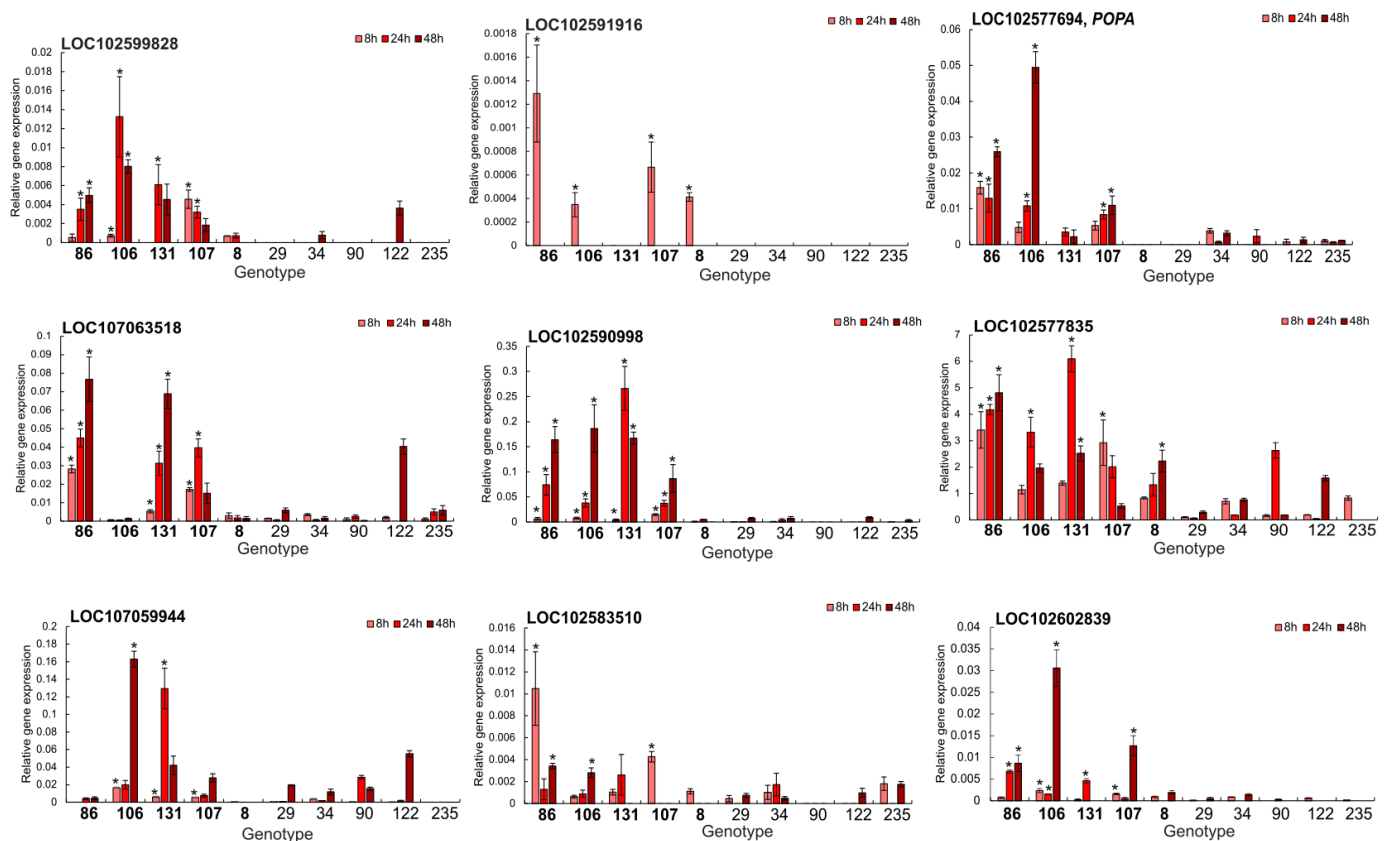 LOC102599828
8h 24h 48h
Relative gene expression
0.02
0.018
0.016
0.014
0.012
0.01
0.008
0.006
0.004
0.002
0
* * * * * * * *
86 106 131 107 8 29 34 90 122 235
Genotype
LOC102591916
8h 24h 48h
Relative gene expression
0.0018
0.0016
0.0014
0.0012
0.001
0.0008
0.0006
0.0004
0.0002
0
* * * *
86 106 131 107 8 29 34 90 122 235
Genotype
LOC102577694, POPA
8h 24h 48h
Relative gene expression
0.06
0.05
0.04
0.03
0.02
0.01
0
* * * * * * *
86 106 131 107 8 29 34 90 122 235
Genotype
LOC107063518
8h 24h 48h
Relative gene expression
0.1
0.09
0.08
0.07
0.06
0.05
0.04
0.03
0.02
0.01
0
* * * * * * * *
86 106 131 107 8 29 34 90 122 235
Genotype
LOC102590998
8h 24h 48h
Relative gene expression
0.35
0.3
0.25
0.2
0.15
0.1
0.05
0
* * * * * * * * * * * *
86 106 131 107 8 29 34 90 122 235
Genotype
LOC102577835
8h 24h 48h
Relative gene expression
7
6
5
4
3
2
1
0
* * * * * * * *
86 106 131 107 8 29 34 90 122 235
Genotype
LOC107059944
8h 24h 48h
Relative gene expression
0.2
0.18
0.16
0.14
0.12
0.1
0.08
0.06
0.04
0.02
0
* * * * *
86 106 131 107 8 29 34 90 122 235
Genotype
LOC102583510
8h 24h 48h
Relative gene expression
0.016
0.014
0.012
0.01
0.008
0.006
0.004
0.002
0
* * * *
86 106 131 107 8 29 34 90 122 235
Genotype
LOC102602839
8h 24h 48h
Relative gene expression
0.04
0.035
0.03
0.025
0.02
0.015
0.01
0.005
0
* * * * * * * *
86 106 131 107 8 29 34 90 122 235
Genotype